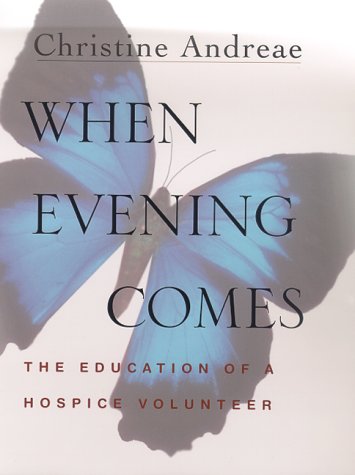 Christine Andreae
WHEN
EVENING
COMES
THE EDUCATION OF A
HOSPICE VOLUNTEER